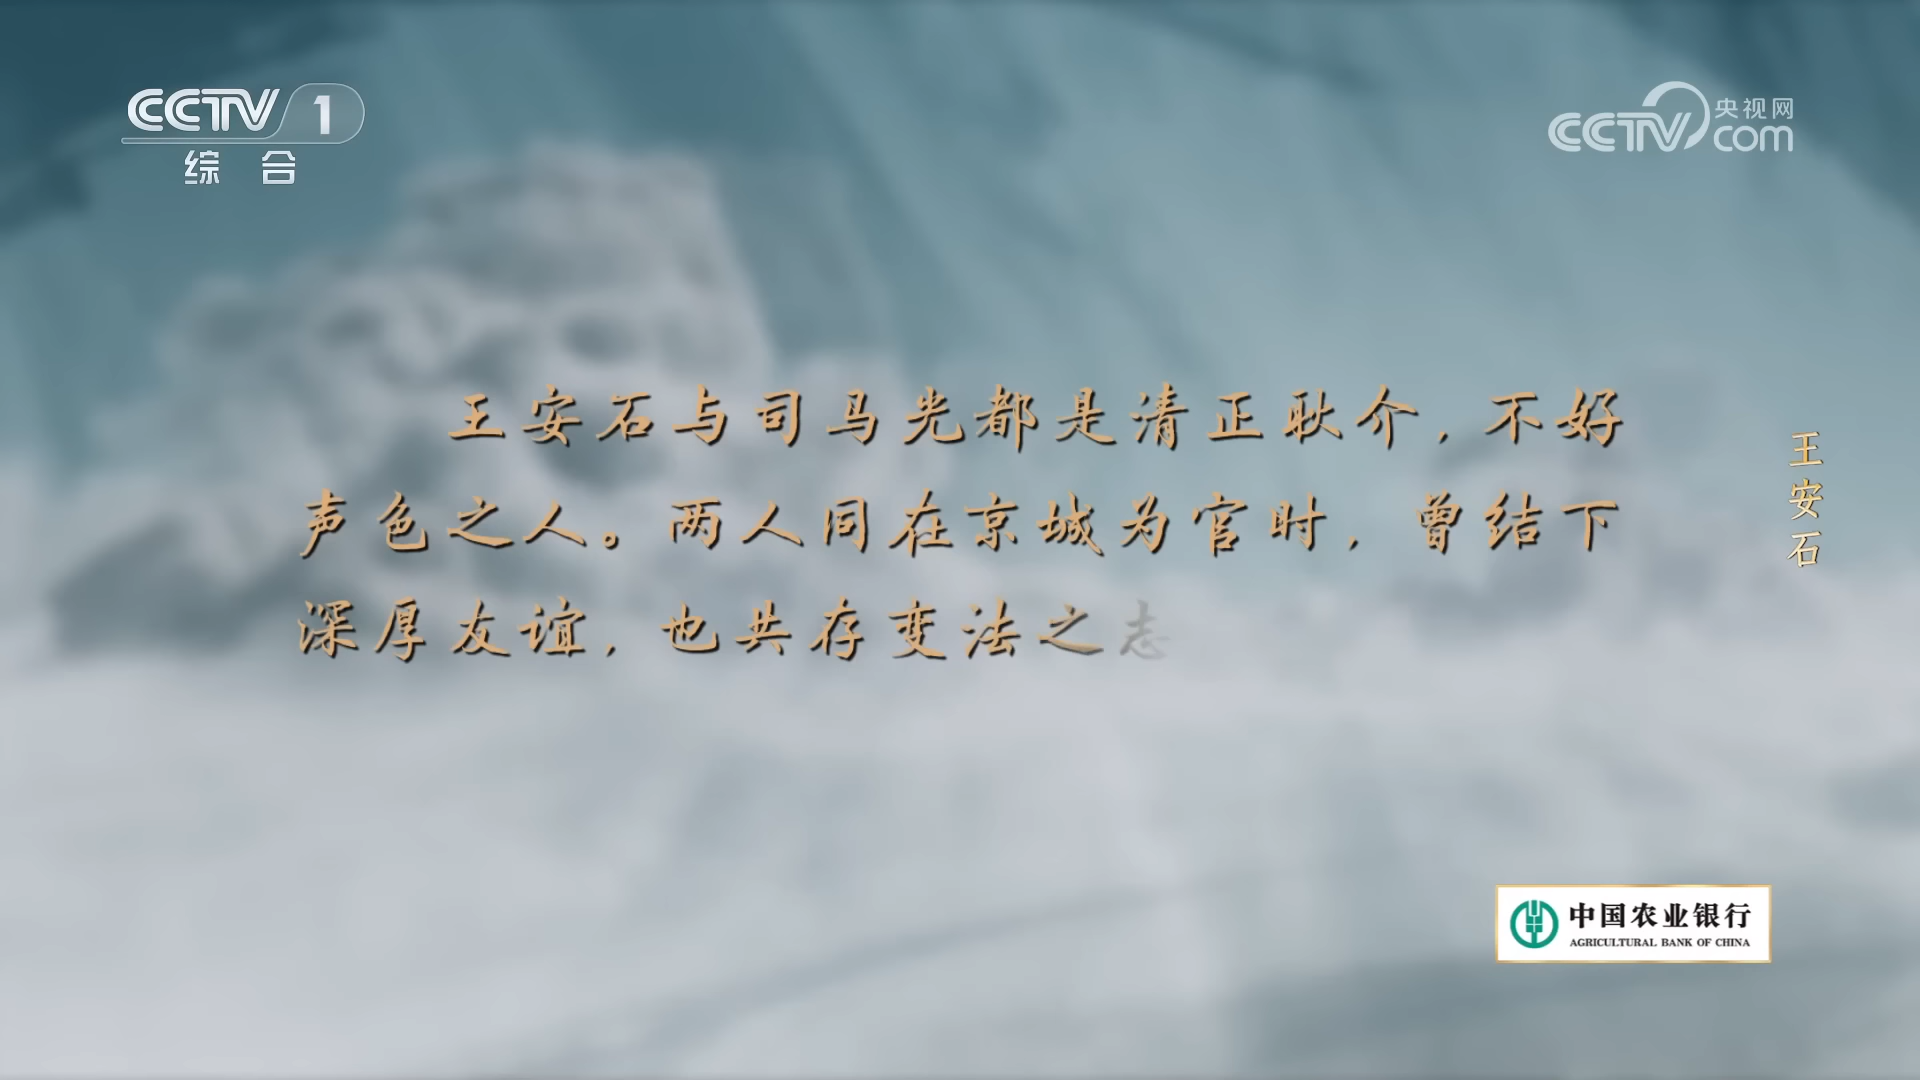 CCTV 1
综合
央视网
CCTV com
王安石与司马光都是清正耿介，不好
声色之人。两人同在京城为官时，曾结下
深厚友谊，也共存变法之志
王安石
中国农业银行
AGRICULTURAL BANK OF CHINA